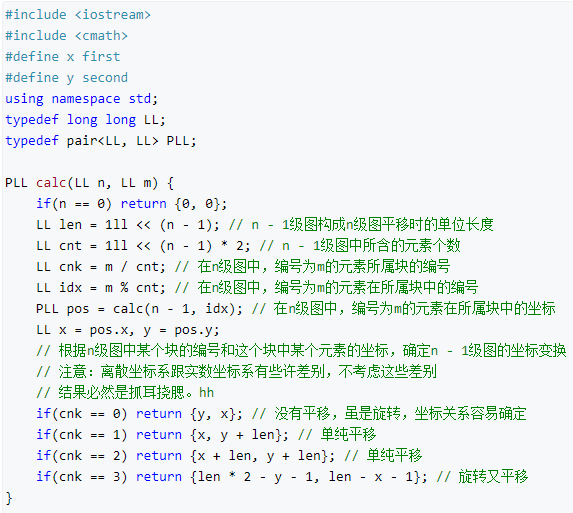 #include <iostream>
#include <cmath>
#define x first
#define y second
using namespace std;
typedef long long LL;
typedef pair<LL, LL> PLL;

PLL calc(LL n, LL m) {
    if(n == 0) return {0, 0};
    LL len = 1ll << (n - 1); // n - 1级图构成n级图平移时的单位长度
    LL cnt = 1ll << (n - 1) * 2; // n - 1级图中所含的元素个数
    LL cnk = m / cnt; // 在n级图中，编号为m的元素所属块的编号
    LL idx = m % cnt; // 在n级图中，编号为m的元素在所属块中的编号
    PLL pos = calc(n - 1, idx); // 在n级图中，编号为m的元素在所属块中的坐标
    LL x = pos.x, y = pos.y;
    // 根据n级图中某个块的编号和这个块中某个元素的坐标，确定n - 1级图的坐标变换
    // 注意：离散坐标系跟实数坐标系有些许差别，不考虑这些差别
    // 结果必然是抓耳挠腮。hh
    if(cnk == 0) return {y, x}; // 没有平移，虽是旋转，坐标关系容易确定
    if(cnk == 1) return {x, y + len}; // 单纯平移
    if(cnk == 2) return {x + len, y + len}; // 单纯平移
    if(cnk == 3) return {len * 2 - y - 1, len - x - 1}; // 旋转又平移
}